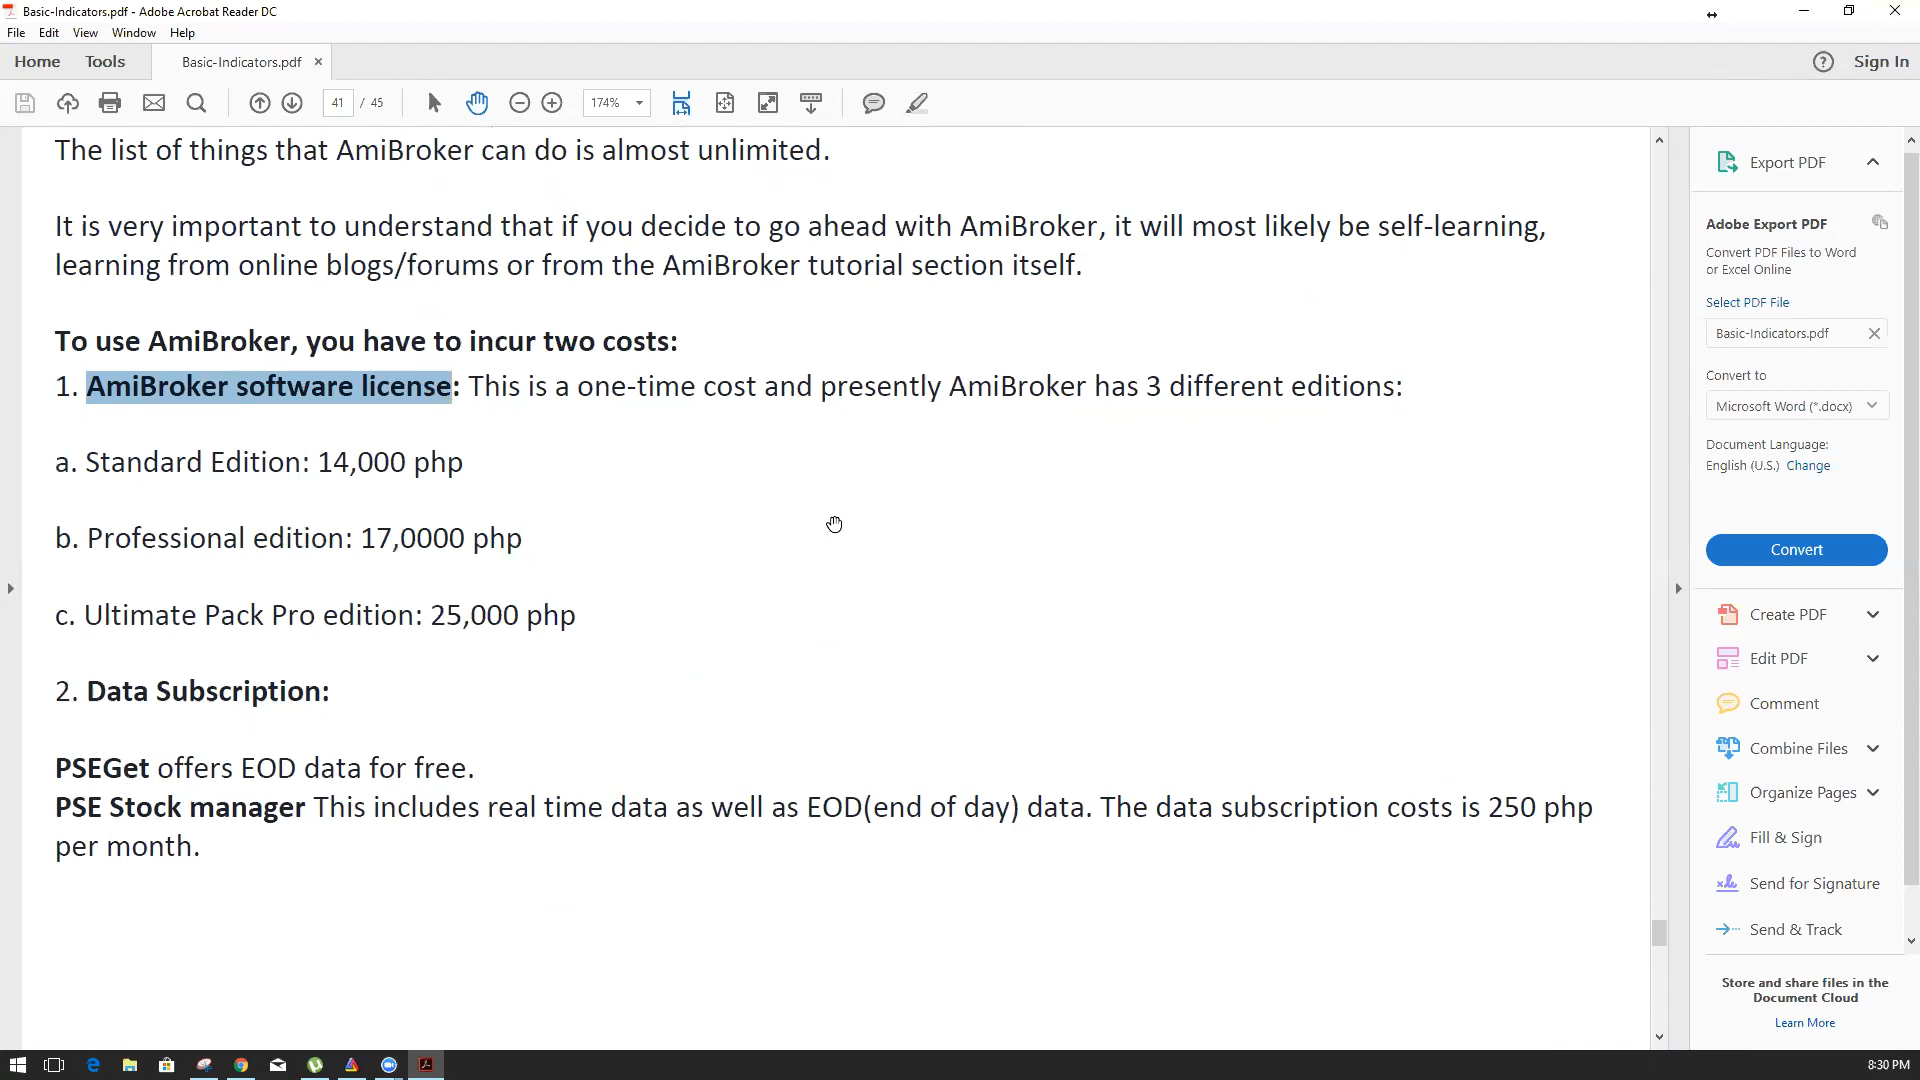 Basic-Indicators.pdf - Adobe Acrobat Reader DC
File Edit View Window Help
Home Tools Basic-Indicators.pdf × Sign In
41 / 45 174%
The list of things that AmiBroker can do is almost unlimited.
It is very important to understand that if you decide to go ahead with AmiBroker, it will most likely be self-learning,
learning from online blogs/forums or from the AmiBroker tutorial section itself.
To use AmiBroker, you have to incur two costs:
1. AmiBroker software license: This is a one-time cost and presently AmiBroker has 3 different editions:
a. Standard Edition: 14,000 php
b. Professional edition: 17,0000 php
c. Ultimate Pack Pro edition: 25,000 php
2. Data Subscription:
PSEGet offers EOD data for free.
PSE Stock manager This includes real time data as well as EOD(end of day) data. The data subscription costs is 250 php
per month.
Export PDF
Adobe Export PDF
Convert PDF Files to Word
or Excel Online
Select PDF File
Basic-Indicators.pdf
Convert to
Microsoft Word (*.docx)
Document Language:
English (U.S.) Change
Convert
Create PDF
Edit PDF
Comment
Combine Files
Organize Pages
Fill & Sign
Send for Signature
Send & Track
Store and share files in the
Document Cloud
Learn More
8:30 PM